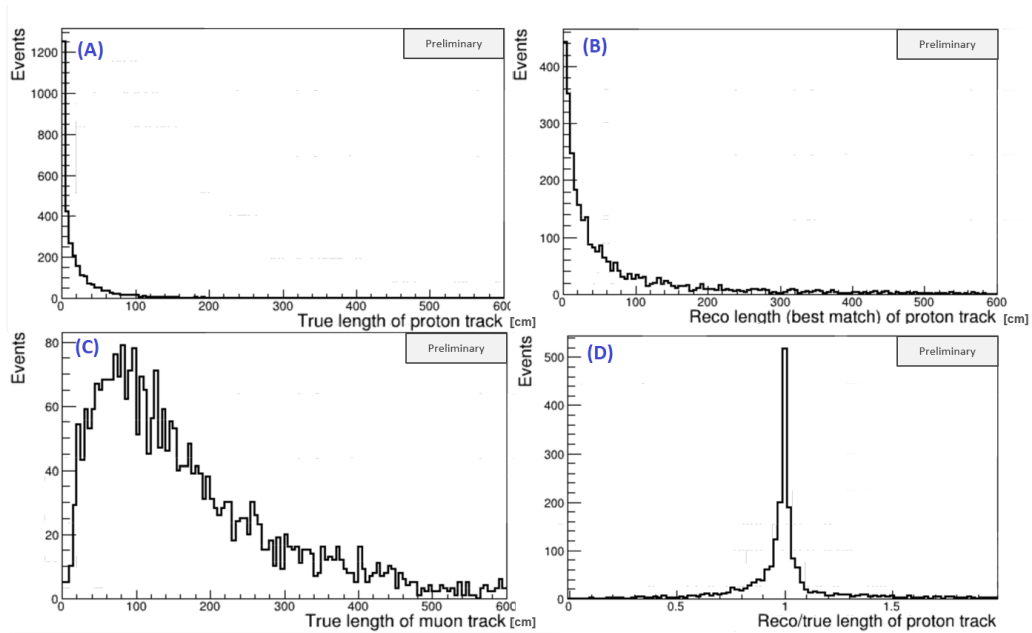 (A)
Preliminary
Events
1200
1000
800
600
400
200
0
0 100 200 300 400 500 600
True length of proton track [cm]
(B)
Preliminary
Events
400
300
200
100
0
0 100 200 300 400 500 600
Reco length (best match) of proton track [cm]
(C)
Preliminary
Events
80
60
40
20
0
0 100 200 300 400 500 600
True length of muon track [cm]
(D)
Preliminary
Events
500
400
300
200
100
0
0 0.5 1 1.5
Reco/true length of proton track